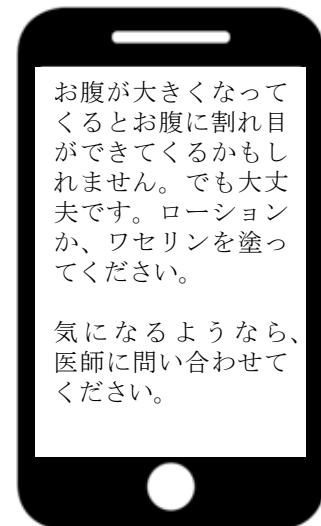 お腹が大きくなって
くるとお腹に割れ目
ができてくるかもし
れません。でも大丈
夫です。ローション
か、ワセリンを塗っ
てください。
気になるようなら、
医師に問い合わせて
ください。